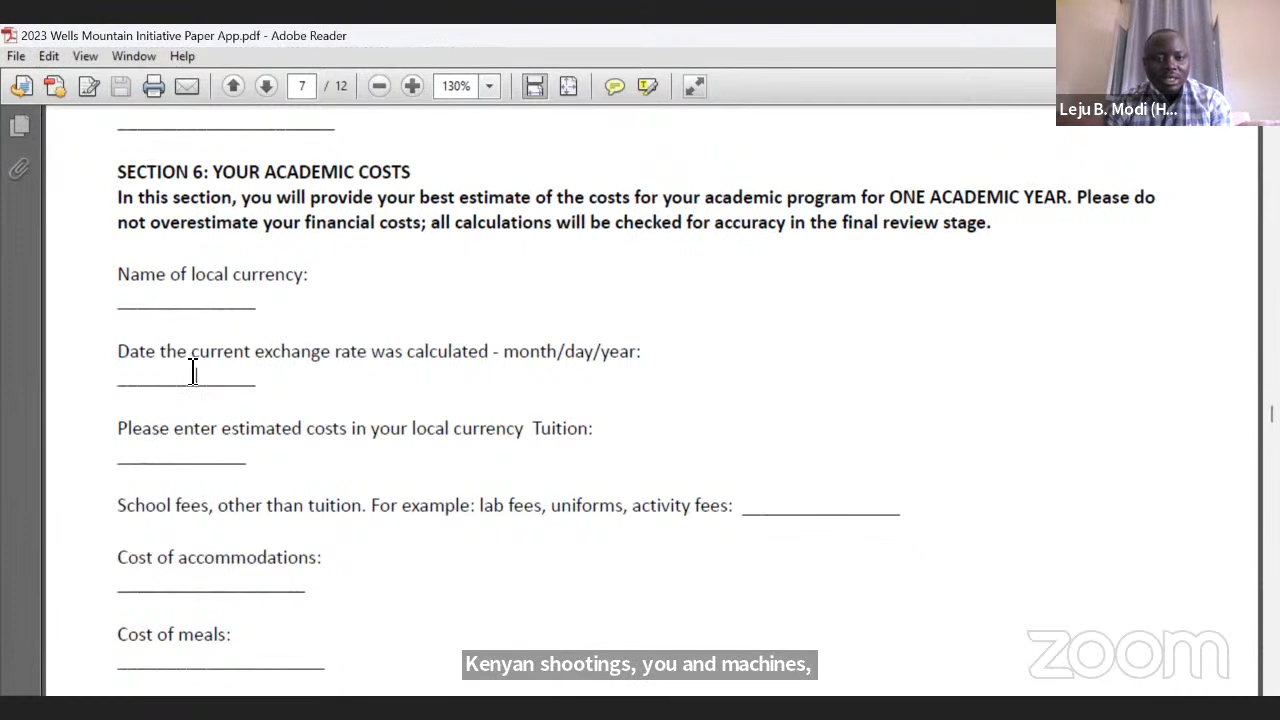 2023 Wells Mountain Initiative Paper App.pdf - Adobe Reader
File Edit View Window Help
7 / 12 130%
Leju B. Modi (H...
SECTION 6: YOUR ACADEMIC COSTS
In this section, you will provide your best estimate of the costs for your academic program for ONE ACADEMIC YEAR. Please do
not overestimate your financial costs; all calculations will be checked for accuracy in the final review stage.
Name of local currency:
Date the current exchange rate was calculated - month/day/year:
Please enter estimated costs in your local currency Tuition:
School fees, other than tuition. For example: lab fees, uniforms, activity fees:
Cost of accommodations:
Cost of meals:
Kenyan shootings, you and machines,
zoom